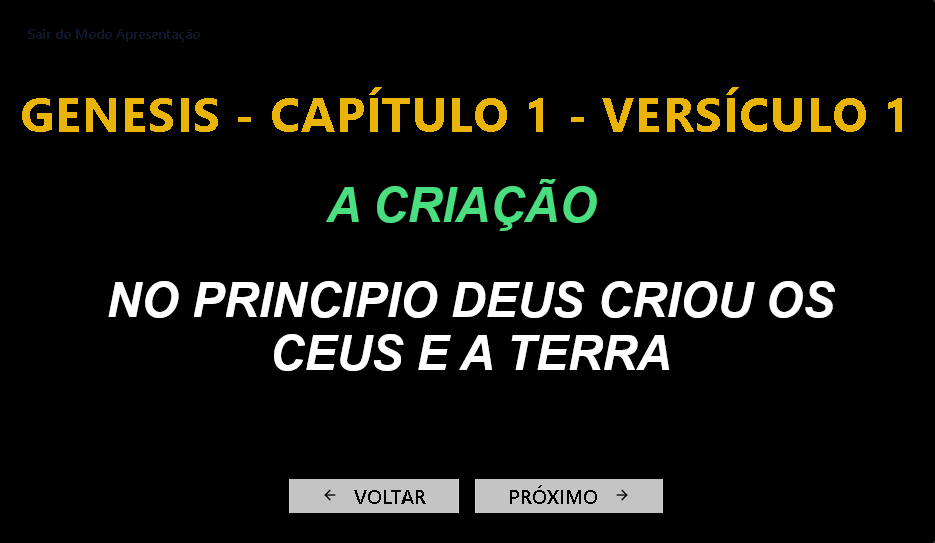 Sair do Modo Apresentação
GENESIS - CAPÍTULO 1 - VERSÍCULO 1
A CRIAÇÃO
NO PRINCIPIO DEUS CRIOU OS
CEUS E A TERRA
← VOLTAR
PRÓXIMO →